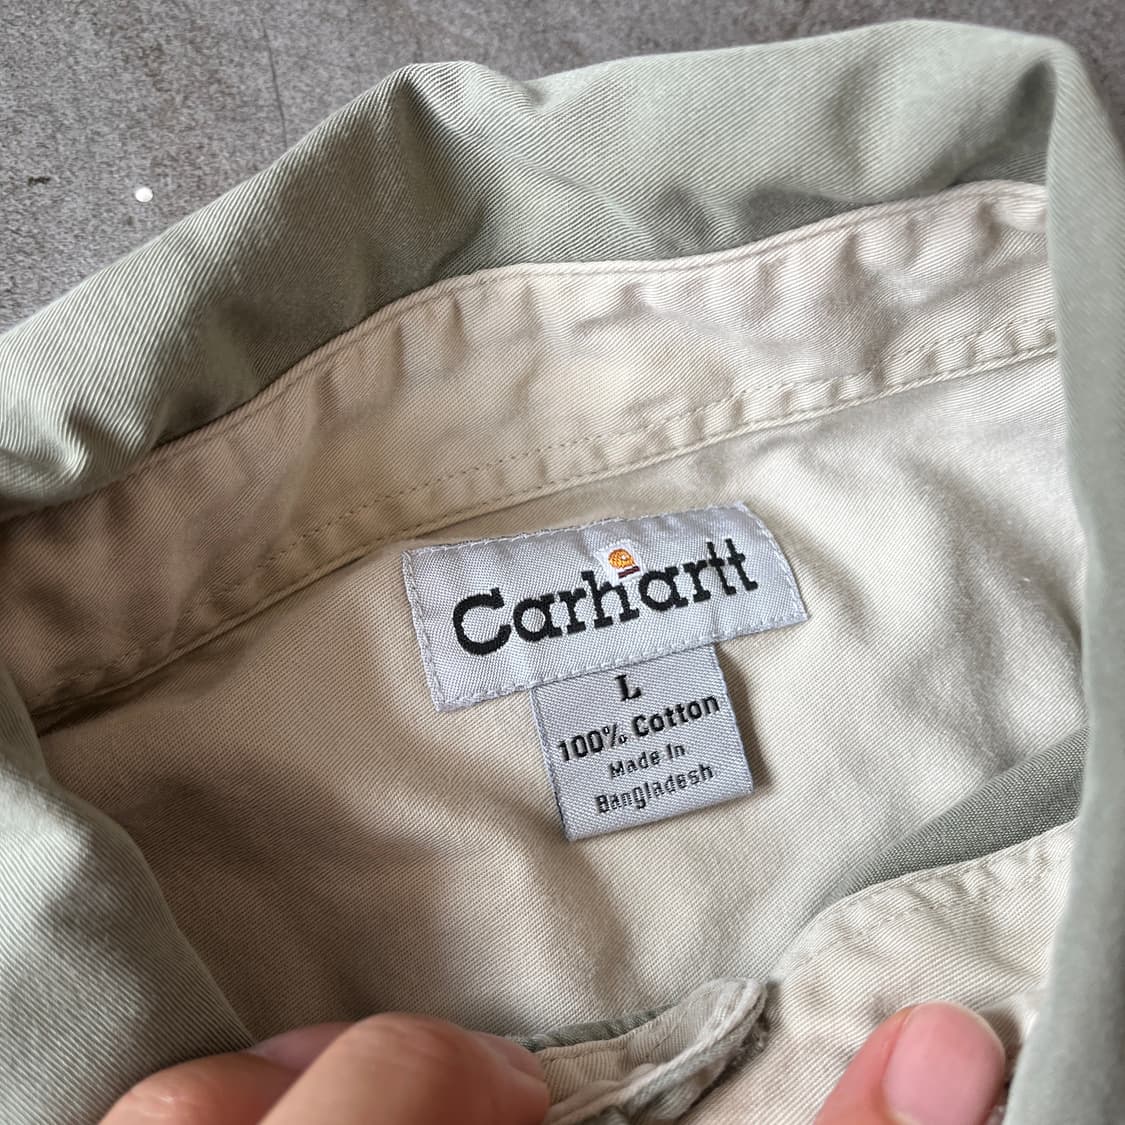 Carhartt
L
100% Cotton
Made In
Bangladesh